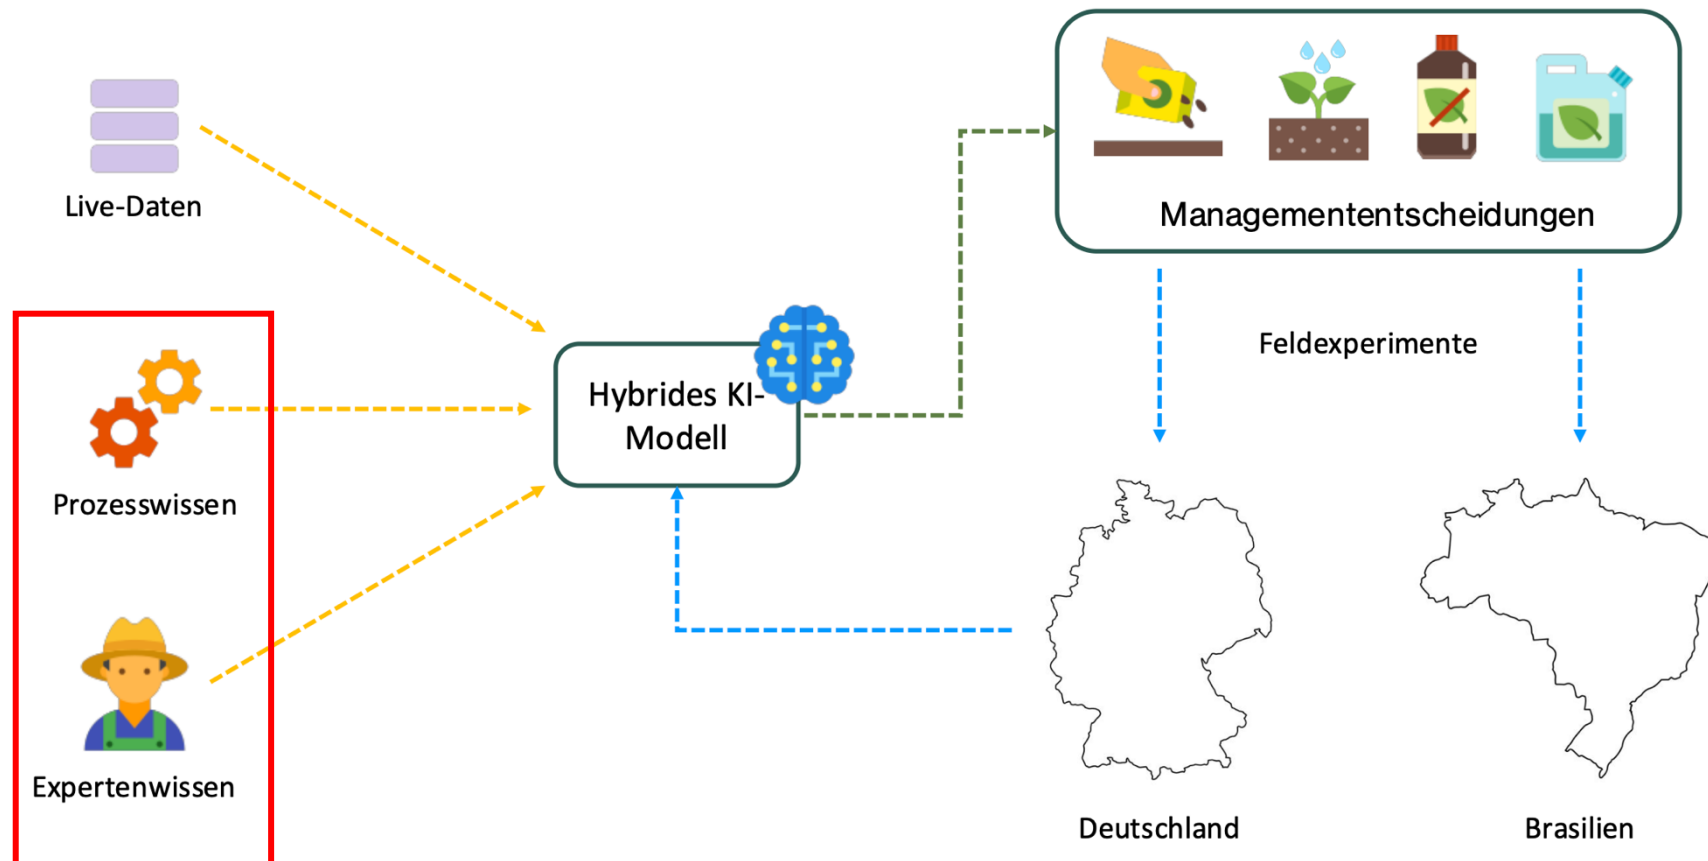 Live-Daten
Prozesswissen
Expertenwissen
Hybrides KI-
Modell
Managemententscheidungen
Feldexperimente
Deutschland
Brasilien